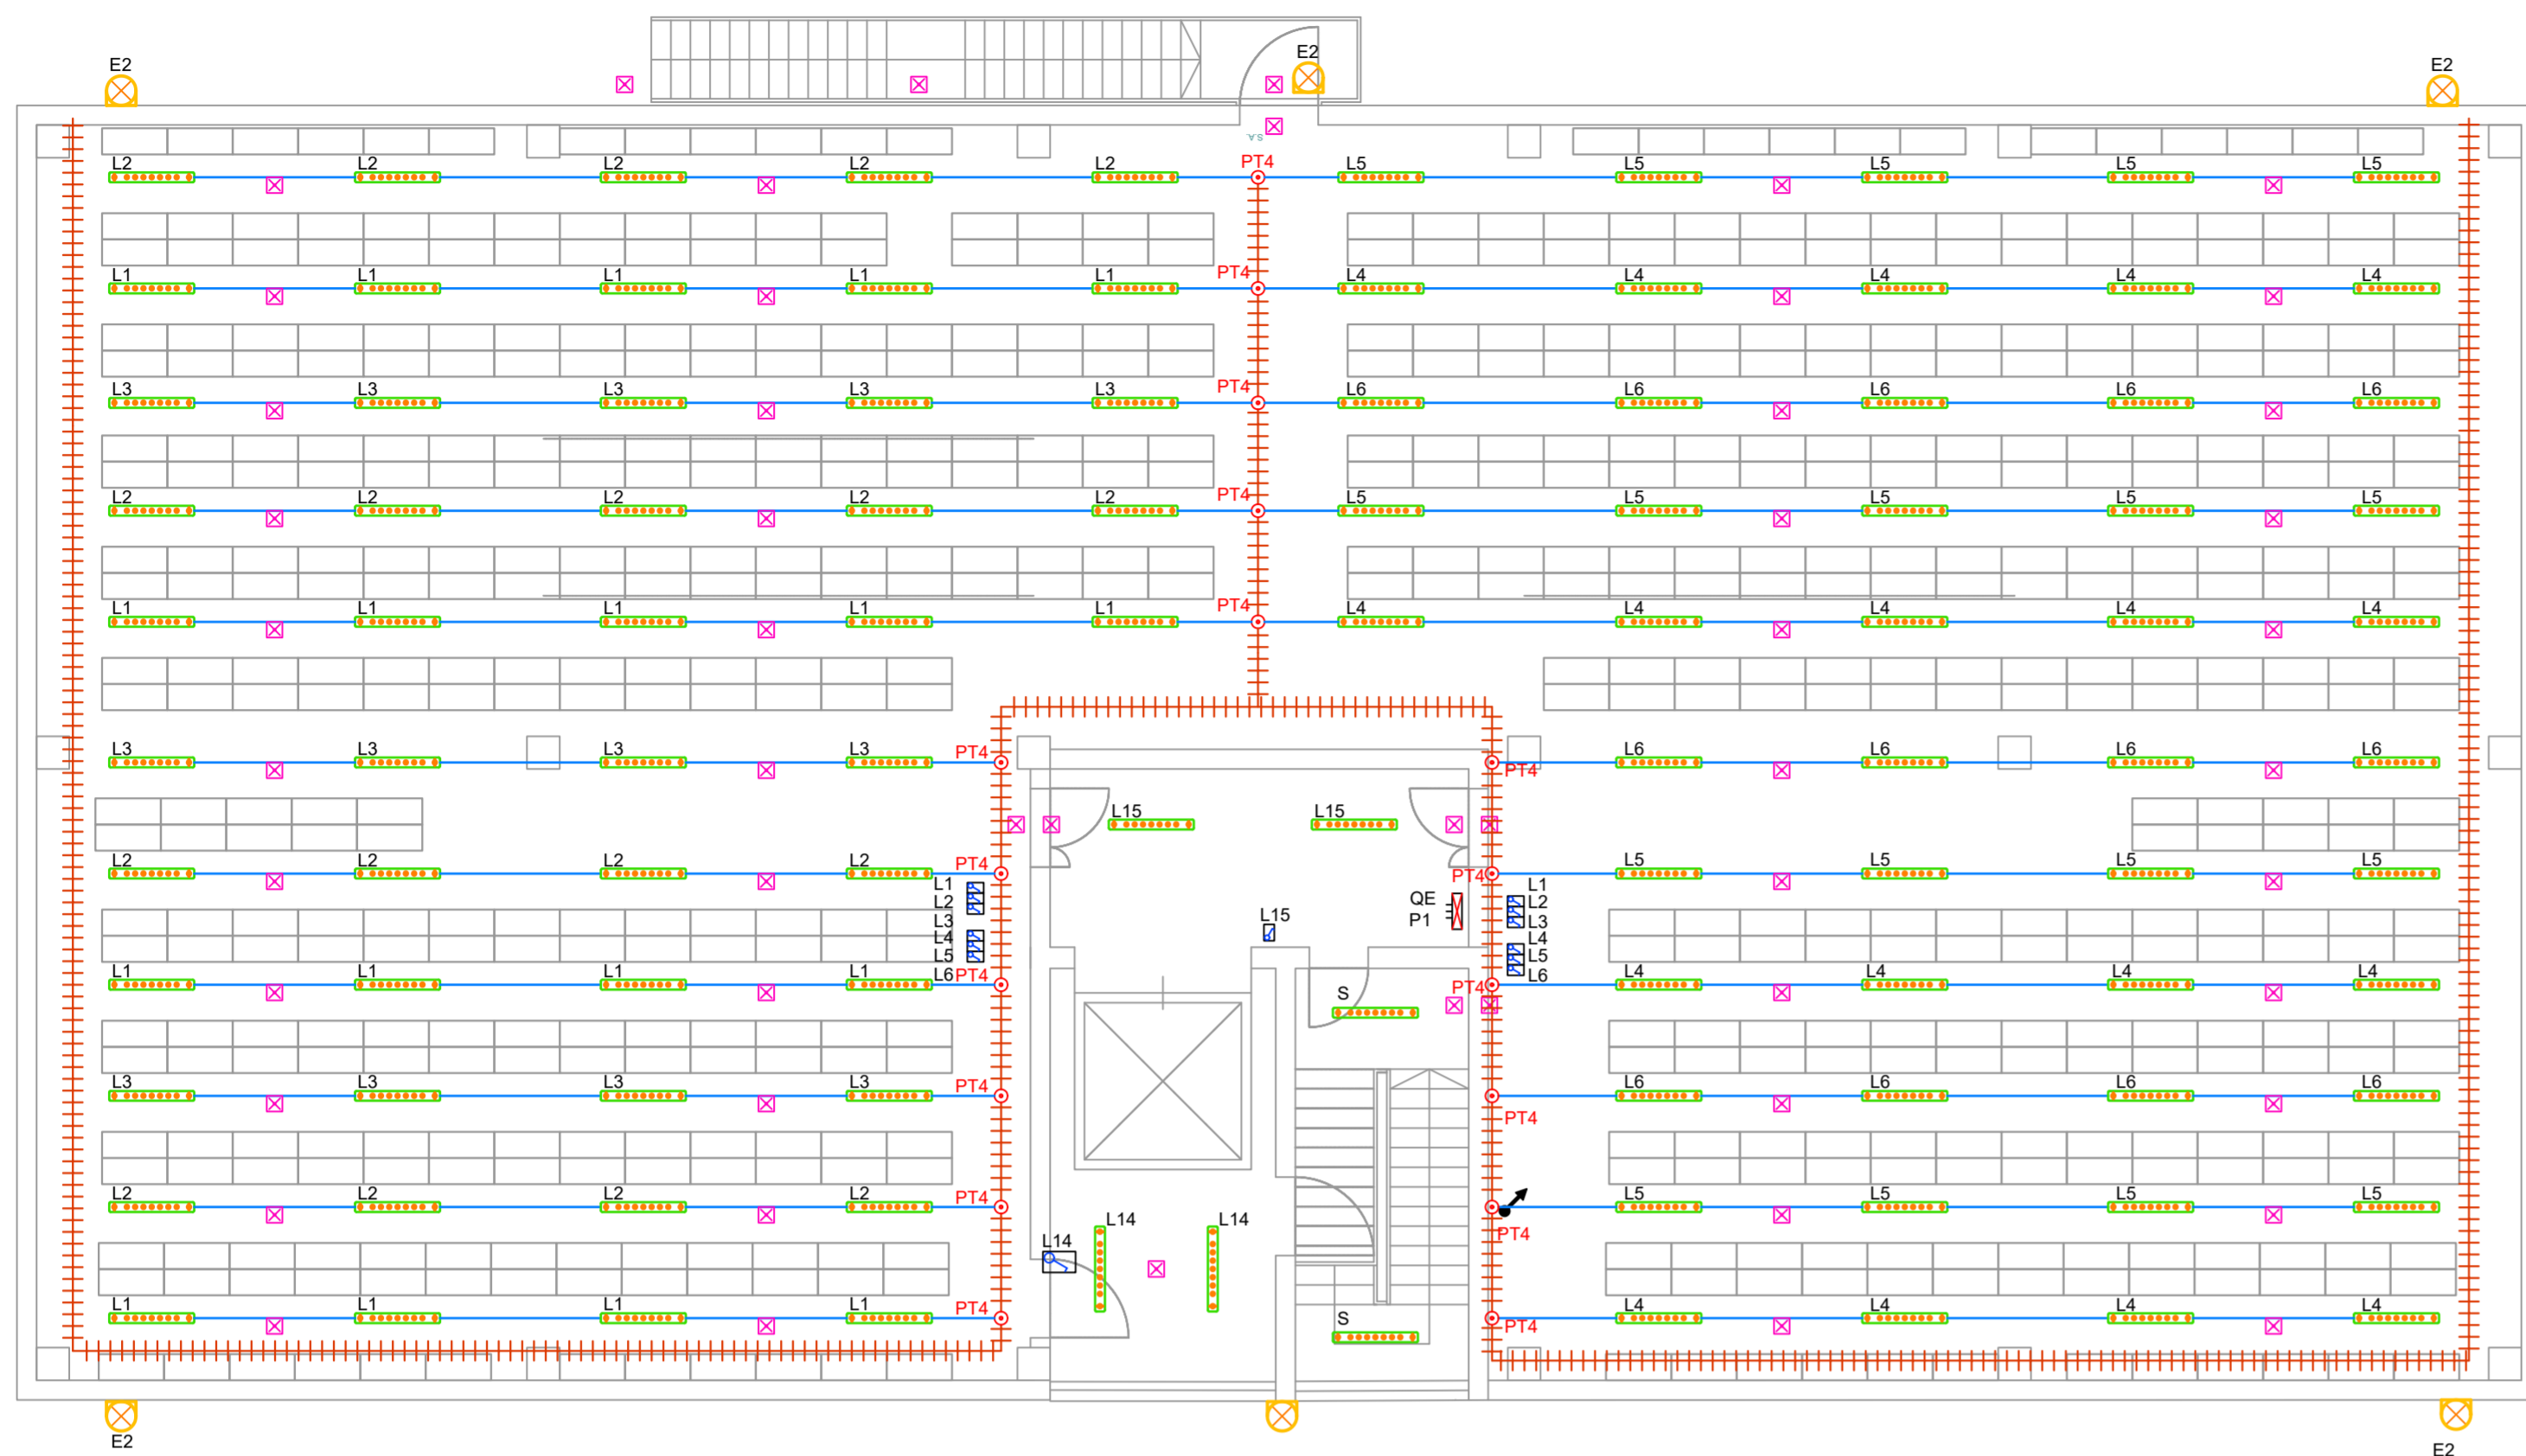 E2
E2
E2
S.A.
PT4
L2 L2 L2 L2 L2 L5 L5 L5 L5 L5
PT4
L1 L1 L1 L1 L1 L4 L4 L4 L4 L4
PT4
L3 L3 L3 L3 L3 L6 L6 L6 L6 L6
PT4
L2 L2 L2 L2 L2 L5 L5 L5 L5 L5
PT4
L1 L1 L1 L1 L1 L4 L4 L4 L4 L4
L3 L3 L3 L3 PT4 L6 L6 L6 L6
PT4
L15 L15
L2 L2 L2 L2 PT4 L5 L5 L5 L5
PT4
L1 L1
L2 QE L2
L3 L15 P1 L3
L4 L4
L5 L5
L6 PT4 L6
L1 L1 L1 L1 L4 L4 L4 L4
PT4
S
L3 L3 L3 L3 PT4 L6 L6 L6 L6
PT4
L2 L2 L2 L2 PT4 L5 L5 L5 L5
L14 L14
PT4
L14
L1 L1 L1 L1 PT4 L4 L4 L4 L4
S
PT4
E2
E2